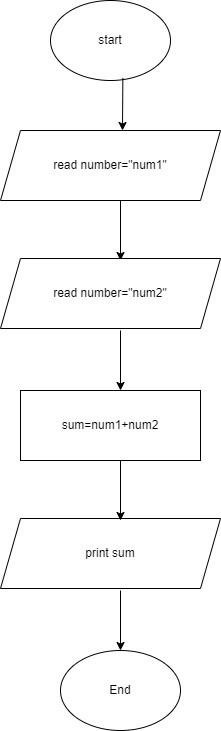 start
read number="num1"
read number="num2"
sum=num1+num2
print sum
End